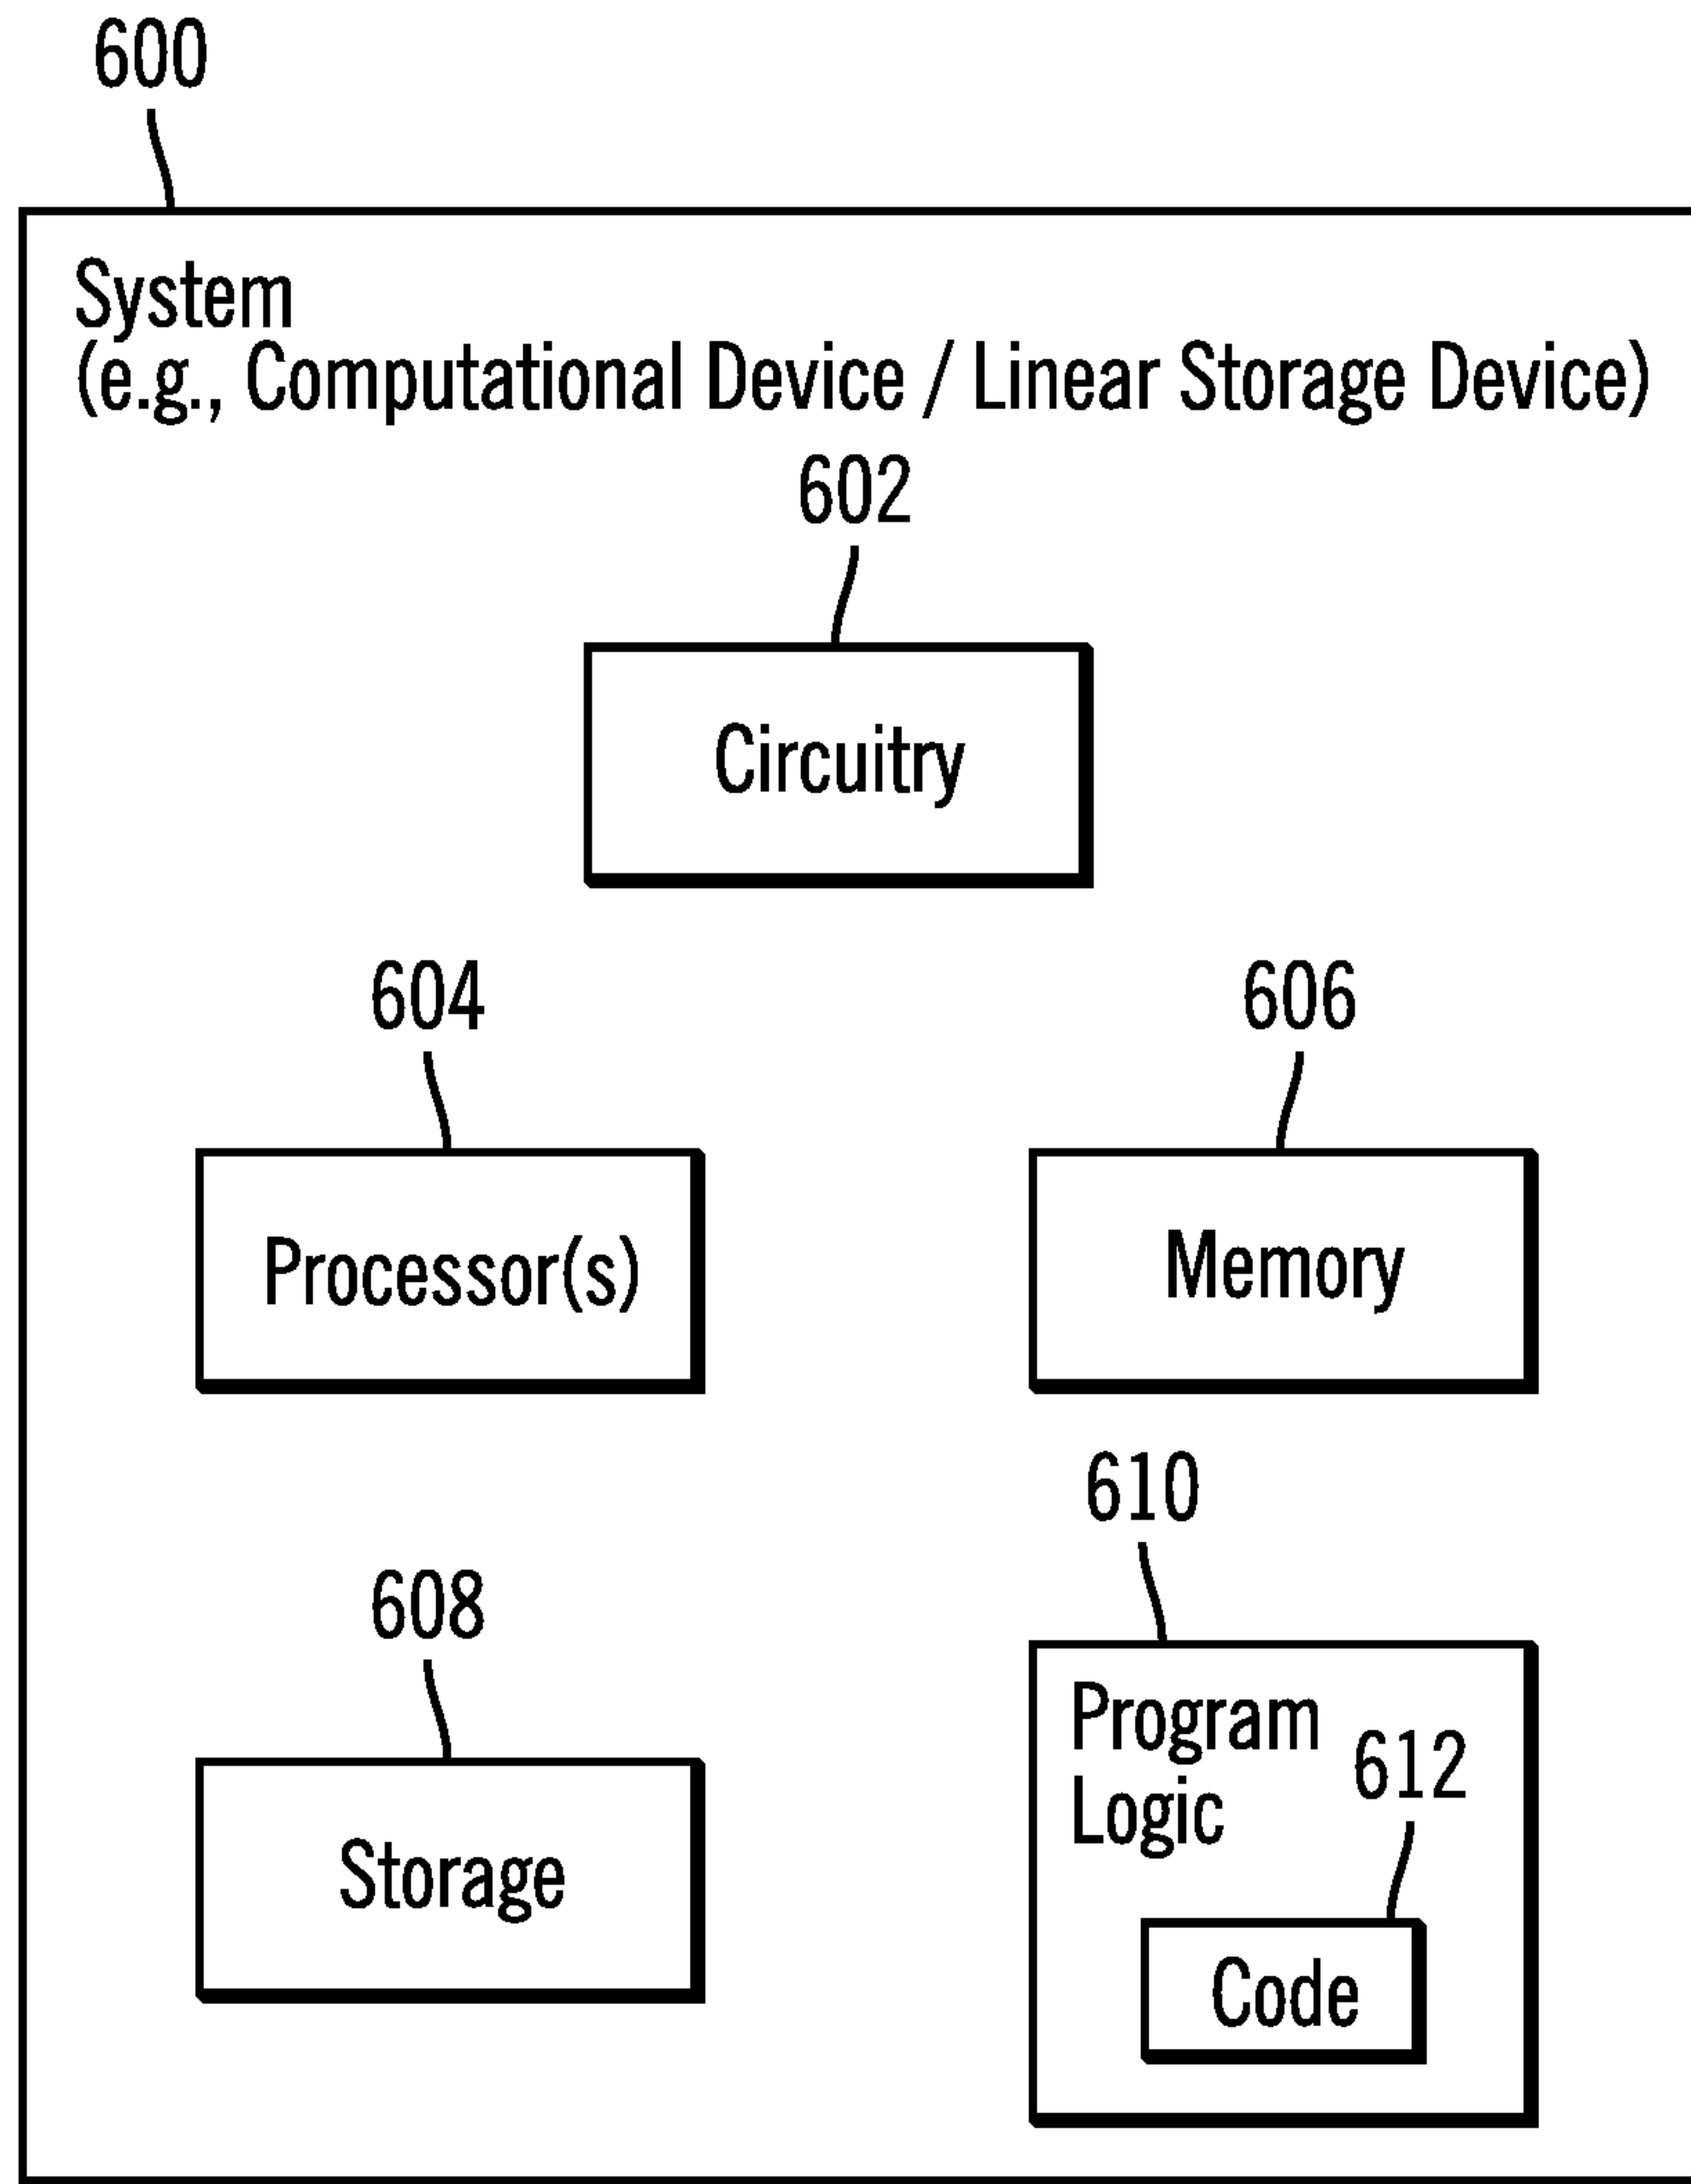 600
System
(e.g., Computational Device / Linear Storage Device)
602
Circuitry
604
606
Processor(s)
Memory
610
608
Program
Logic
612
Storage
Code